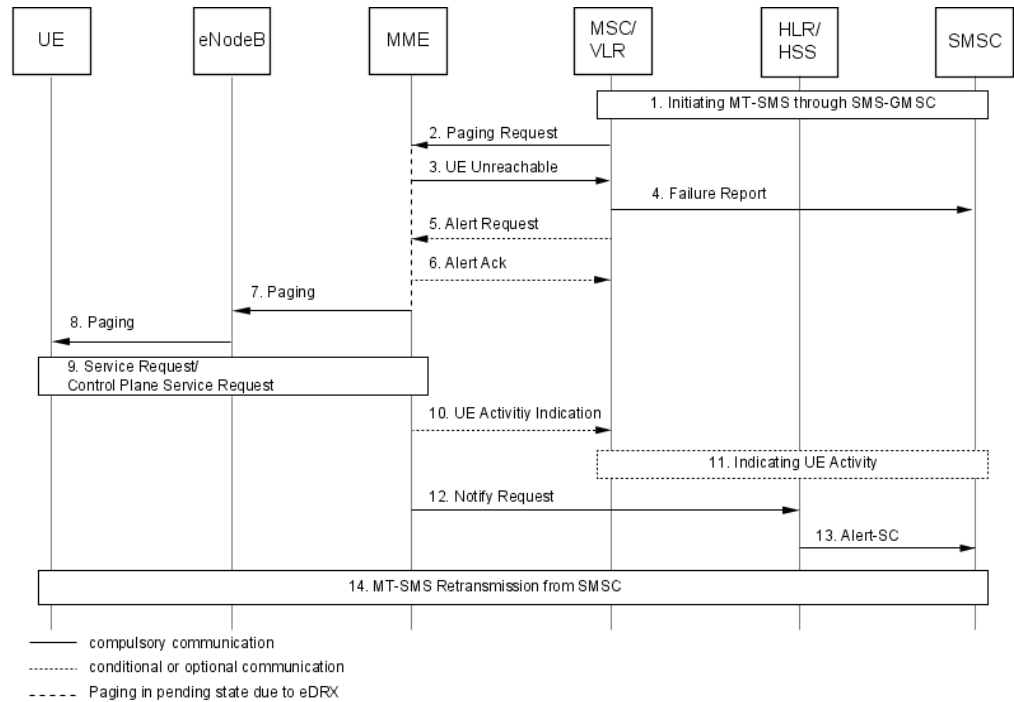 UE
eNodeB
MME
MSC/
VLR
HLR/
HSS
SMSC
1. Initiating MT-SMS through SMS-GMSC
2. Paging Request
3. UE Unreachable
4. Failure Report
5. Alert Request
6. Alert Ack
7. Paging
8. Paging
9. Service Request/
Control Plane Service Request
10. UE Activitiy Indication
11. Indicating UE Activity
12. Notify Request
13. Alert-SC
14. MT-SMS Retransmission from SMSC
compulsory communication
conditional or optional communication
Paging in pending state due to eDRX